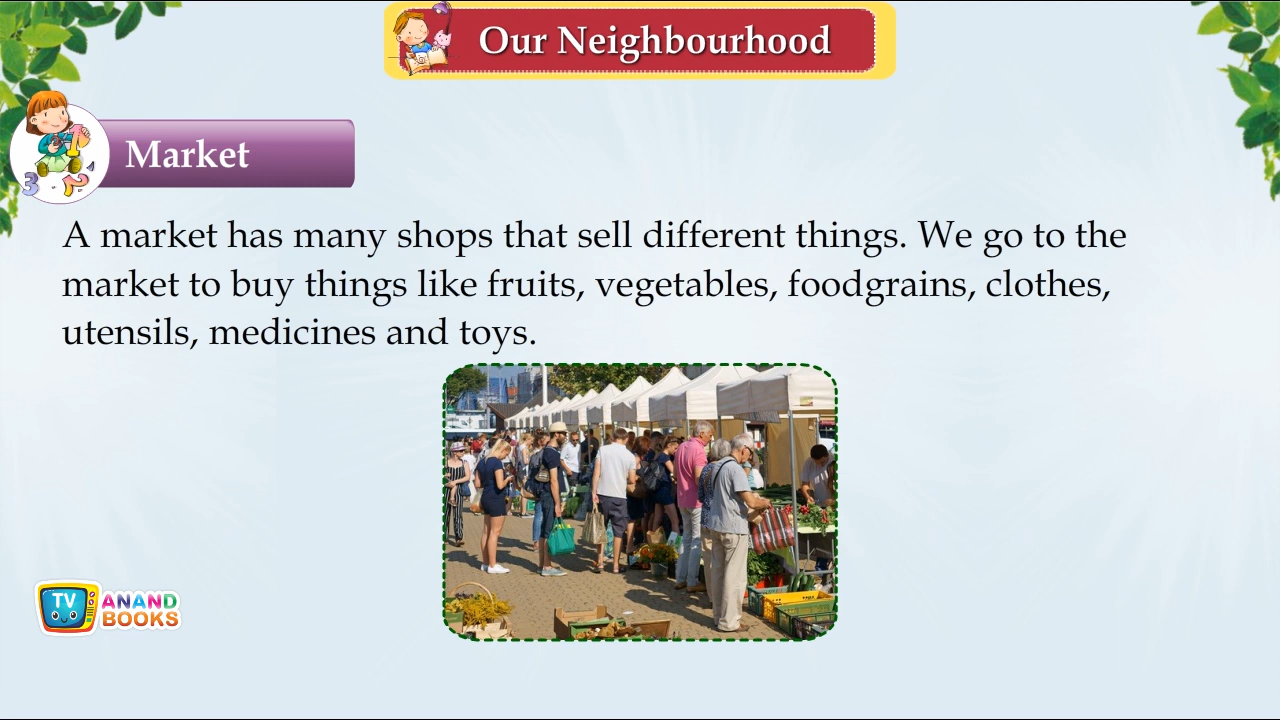 Our Neighbourhood
Market
A market has many shops that sell different things. We go to the
market to buy things like fruits, vegetables, foodgrains, clothes,
utensils, medicines and toys.
TV
ANAND
BOOKS